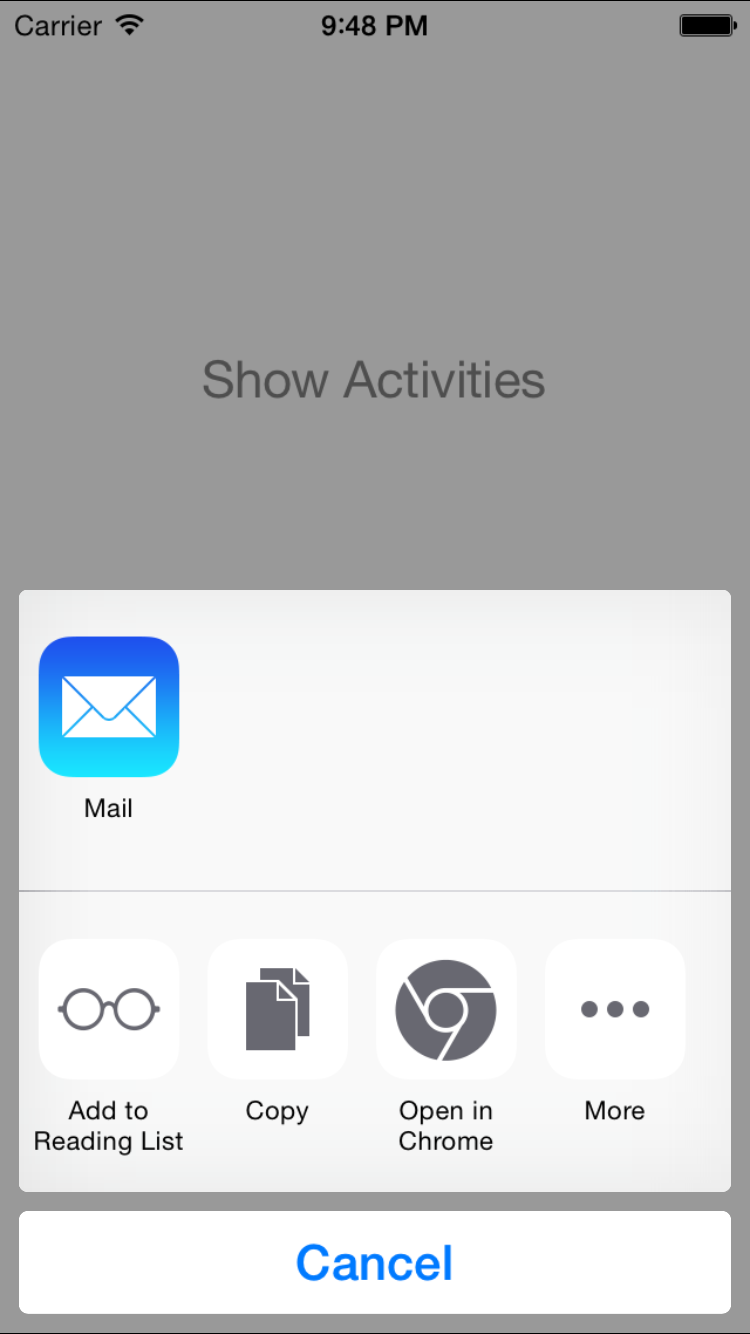 Carrier 9:48 PM
Show Activities
Mail
Add to
Reading List
Copy
Open in
Chrome
More
Cancel